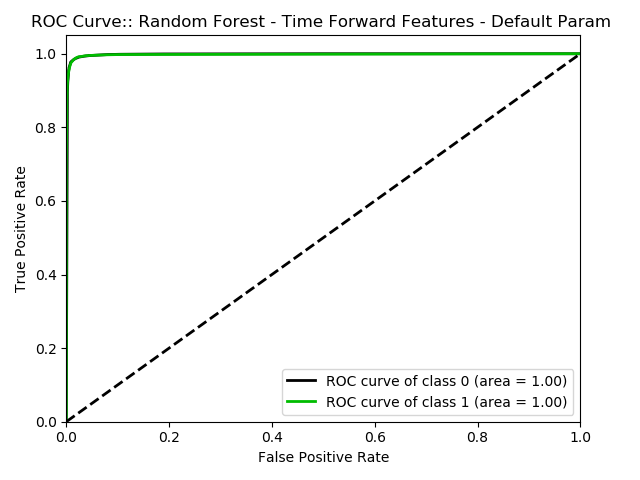 ROC Curve:: Random Forest - Time Forward Features - Default Param
1.0
0.8
0.6
0.4
0.2
0.0
True Positive Rate
0.0 0.2 0.4 0.6 0.8 1.0
False Positive Rate
ROC curve of class 0 (area = 1.00)
ROC curve of class 1 (area = 1.00)